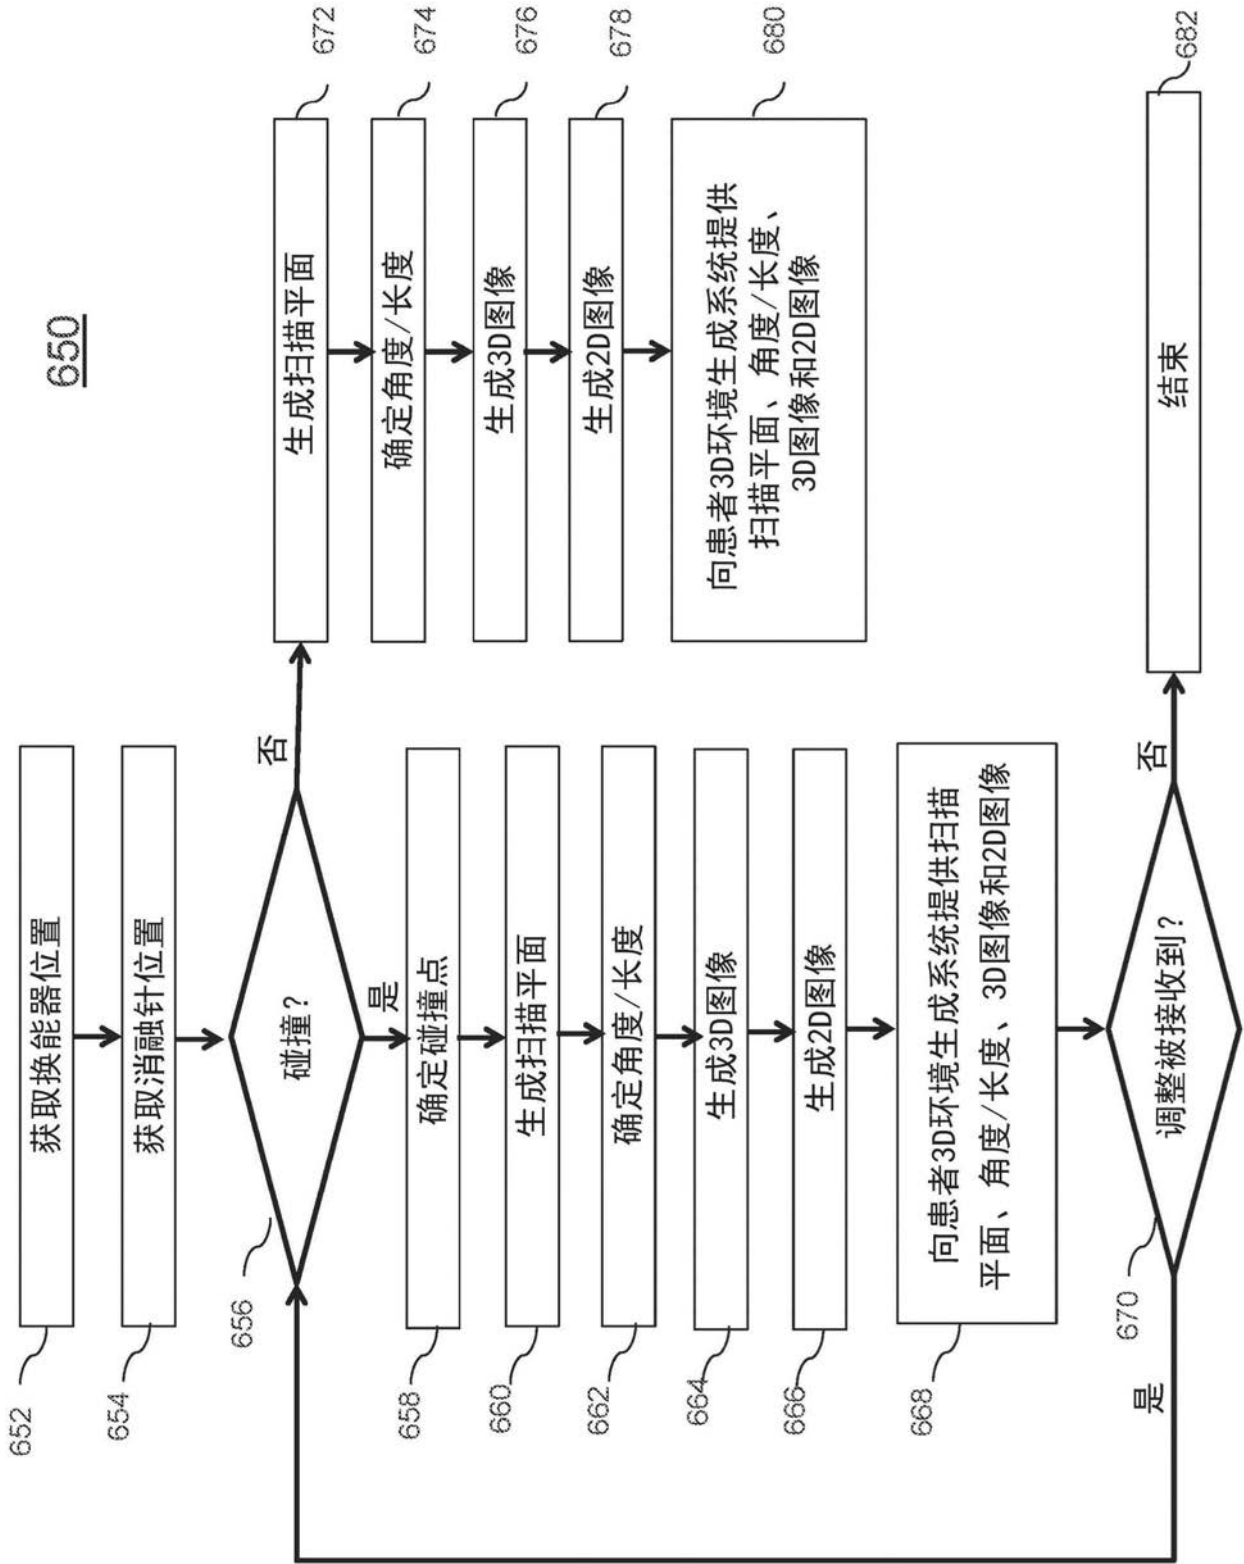 650
652
获取换能器位置
654
获取消融针位置
656
碰撞？
否
是
658
确定碰撞点
660
生成扫描平面
662
确定角度/长度
664
生成3D图像
666
生成2D图像
668
向患者3D环境生成系统提供扫描
平面、角度/长度、3D图像和2D图像
670
调整被接收到？
是
否
672
生成扫描平面
674
确定角度/长度
676
生成3D图像
678
生成2D图像
680
向患者3D环境生成系统提供
扫描平面、角度/长度、
3D图像和2D图像
682
结束